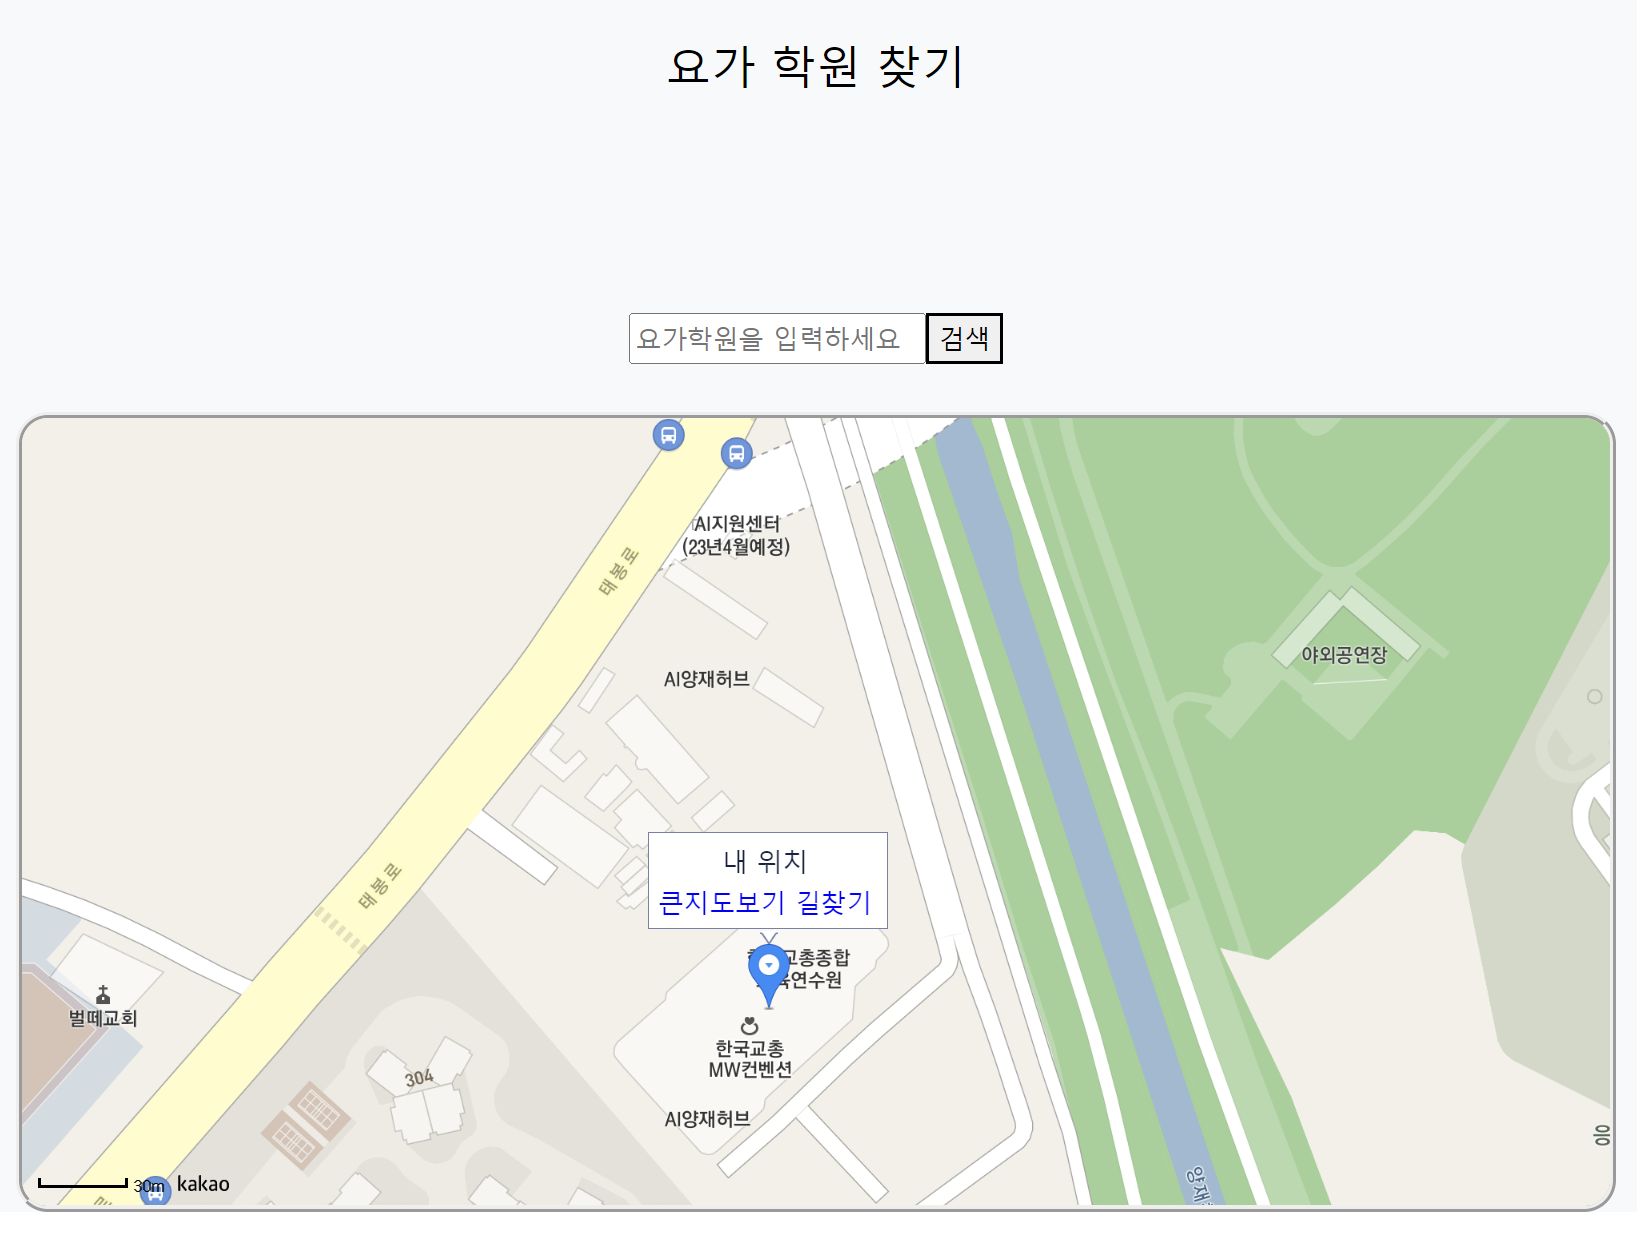 요가 학원 찾기
요가학원을 입력하세요
검색
AI지원센터
(23년4월예정)
태봉로
야외공연장
AI양재허브
내 위치
큰지도보기 길찾기
태봉로
교총종합
연수원
벌떼교회
한국교총
MW컨벤션
304
AI양재허브
양재
30m
kakao